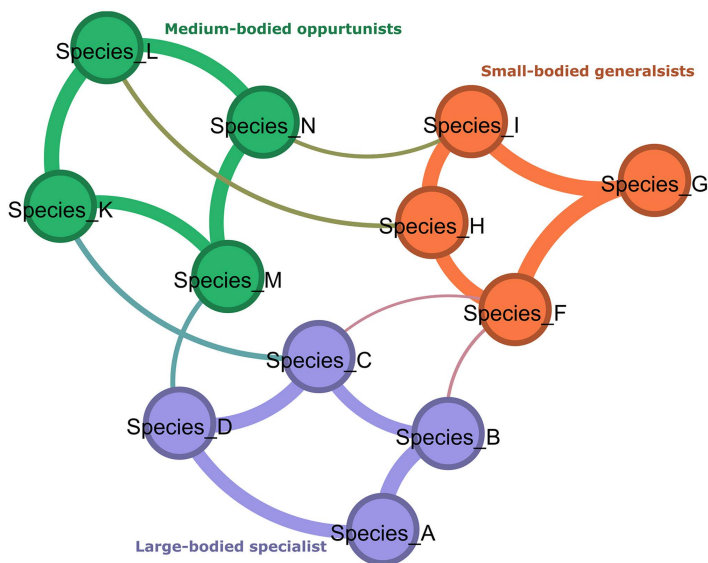 Medium-bodied oppurtunists
Species_L
Small-bodied generalsists
Species_N
Species_I
Species_G
Species_K
Species_H
Species_M
Species_F
Species_C
Species_D
Species_B
Species_A
Large-bodied specialist